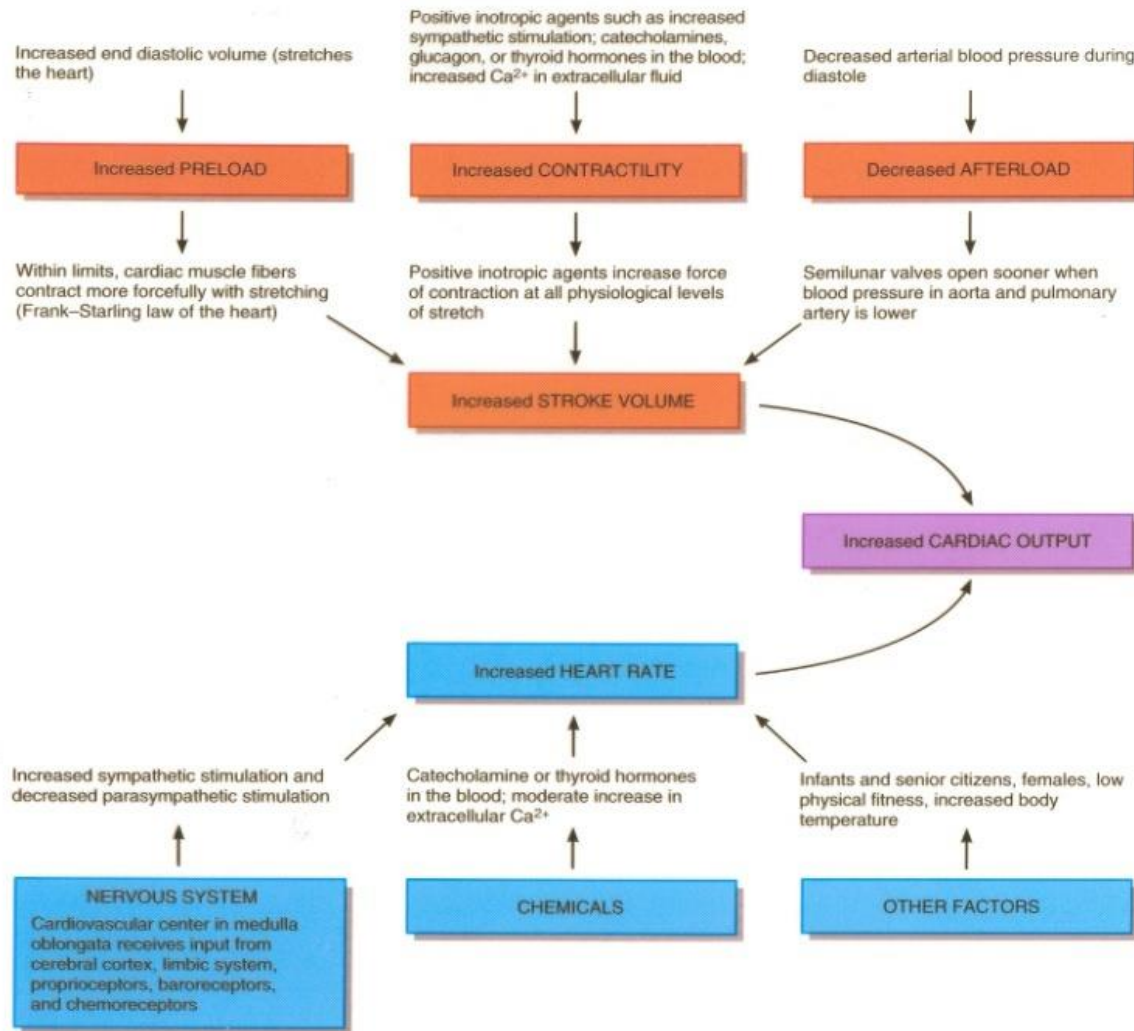 Increased end diastolic volume (stretches
the heart)
Positive inotropic agents such as increased
sympathetic stimulation; catecholamines,
glucagon, or thyroid hormones in the blood;
increased Ca²⁺ in extracellular fluid
Decreased arterial blood pressure during
diastole
Increased PRELOAD
Increased CONTRACTILITY
Decreased AFTERLOAD
Within limits, cardiac muscle fibers
contract more forcefully with stretching
(Frank–Starling law of the heart)
Positive inotropic agents increase force
of contraction at all physiological levels
of stretch
Semilunar valves open sooner when
blood pressure in aorta and pulmonary
artery is lower
Increased STROKE VOLUME
Increased CARDIAC OUTPUT
Increased HEART RATE
Increased sympathetic stimulation and
decreased parasympathetic stimulation
Catecholamine or thyroid hormones
in the blood; moderate increase in
extracellular Ca²⁺
Infants and senior citizens, females, low
physical fitness, increased body
temperature
NERVOUS SYSTEM
Cardiovascular center in medulla
oblongata receives input from
cerebral cortex, limbic system,
proprioceptors, baroreceptors,
and chemoreceptors
CHEMICALS
OTHER FACTORS